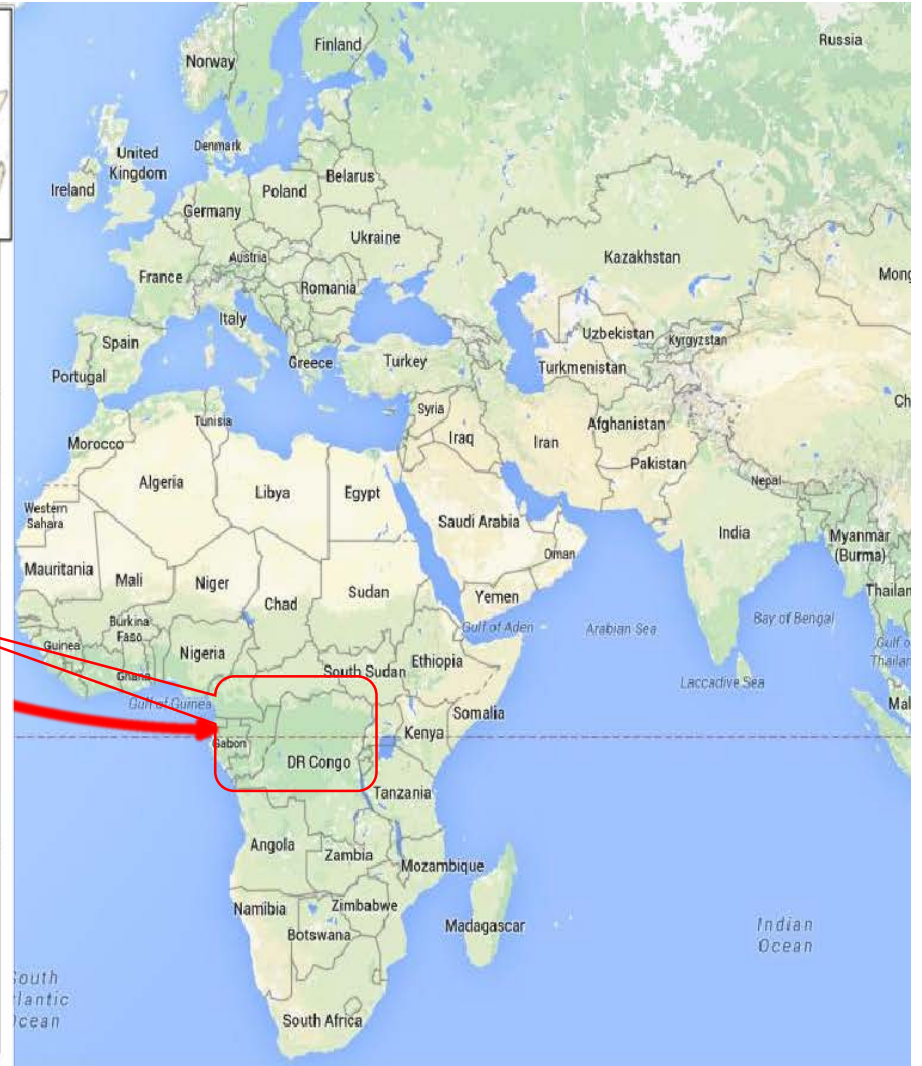 Finland
Russia
Norway
Denmark
United
Kingdom
Belarus
Ireland
Poland
Germany
Ukraine
Austria
Kazakhstan
France
Romania
Mong
Italy
Uzbekistan
Kyrgyzstan
Spain
Greece
Turkey
Turkmenistan
Portugal
Ch
Syria
Tunisia
Afghanistan
Morocco
Iraq
Iran
Pakistan
Algeria
Nepal
Libya
Egypt
Western
Sahara
Saudi Arabia
India
Myanmar
(Burma)
Oman
Mauritania
Mali
Niger
Sudan
Yemen
Thailan
Chad
Burkina
Faso
Gulf of Aden
Arabian Sea
Bay of Bengal
Guinea
Nigeria
Gulf o
Thailan
Ghana
South Sudan
Ethiopia
Laccadive Sea
Gulf of Guinea
Mal
Somalia
Kenya
Gabon
DR Congo
Tanzania
Angola
Zambia
Mozambique
Namibia
Zimbabwe
Madagascar
Botswana
Indian
Ocean
South
lantic
Ocean
South Africa